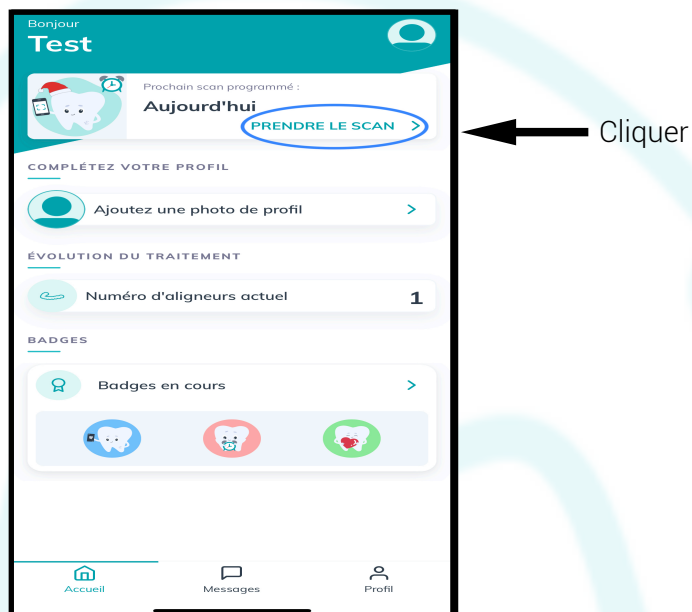 Bonjour
Test
Prochain scan programmé :
Aujourd'hui
PRENDRE LE SCAN >
Cliquer
COMPLÉTEZ VOTRE PROFIL
Ajoutez une photo de profil >
ÉVOLUTION DU TRAITEMENT
Numéro d'aligneurs actuel 1
BADGES
Badges en cours >
Accueil Messages Profil